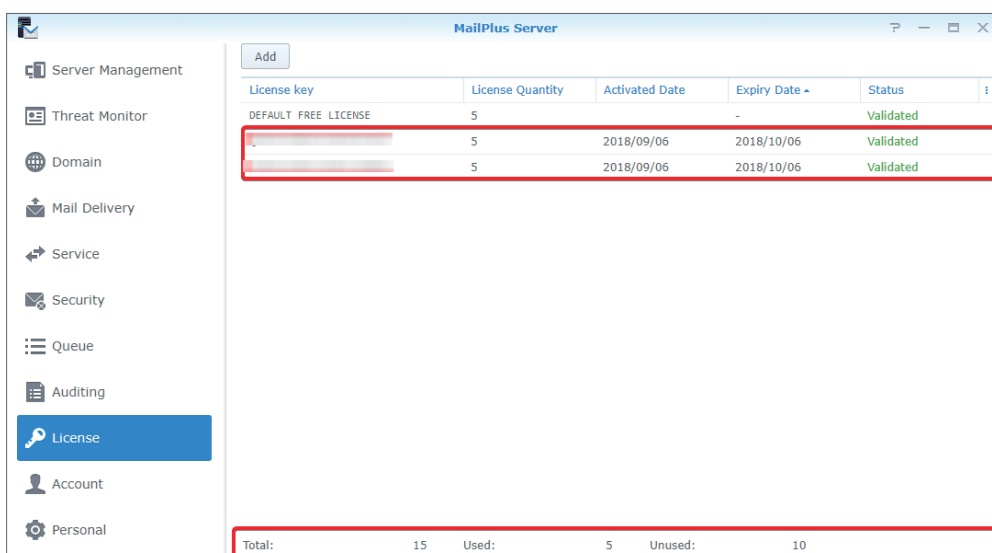 MailPlus Server
Add
License key License Quantity Activated Date Expiry Date Status
DEFAULT FREE LICENSE 5 - Validated
5 2018/09/06 2018/10/06 Validated
5 2018/09/06 2018/10/06 Validated
Server Management
Threat Monitor
Domain
Mail Delivery
Service
Security
Queue
Auditing
License
Account
Personal
Total: 15 Used: 5 Unused: 10